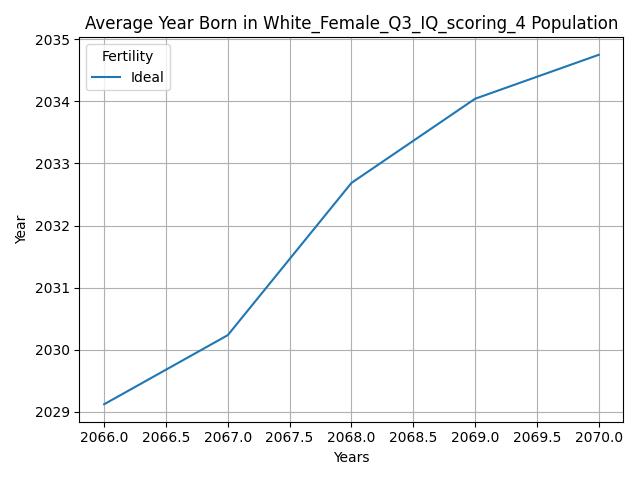 Average Year Born in White_Female_Q3_IQ_scoring_4 Population
2035
2034
2033
2032
2031
2030
2029
Year
Fertility
Ideal
2066.0 2066.5 2067.0 2067.5 2068.0 2068.5 2069.0 2069.5 2070.0
Years